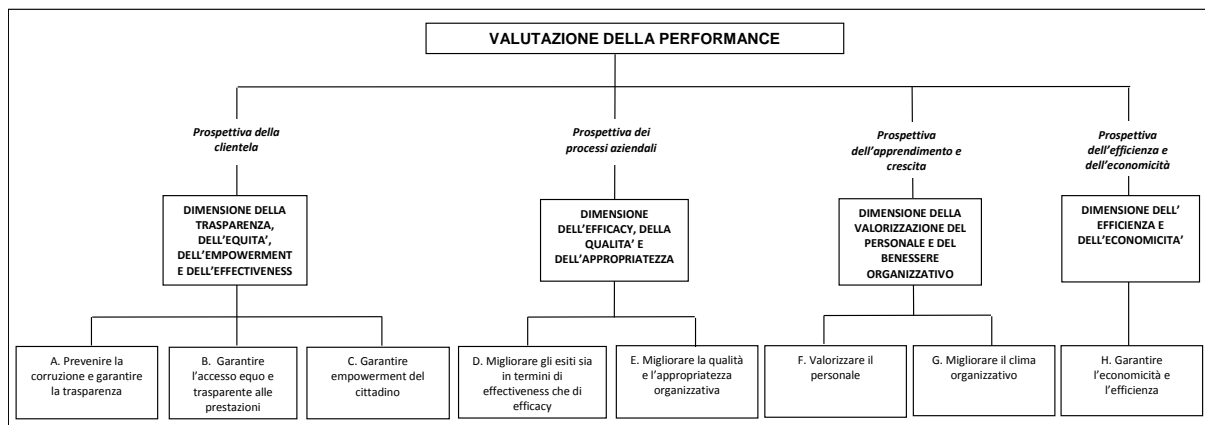 VALUTAZIONE DELLA PERFORMANCE
Prospettiva della
clientela
Prospettiva dei
processi aziendali
Prospettiva
dell'apprendimento e
crescita
Prospettiva
dell'efficienza e
dell'economicità
DIMENSIONE DELLA
TRASPARENZA,
DELL'EQUITA',
DELL'EMPOWERMENT
E DELL'EFFECTIVENESS
DIMENSIONE
DELL'EFFICACY, DELLA
QUALITA' E
DELL'APPROPRIATEZZA
DIMENSIONE DELLA
VALORIZZAZIONE DEL
PERSONALE E DEL
BENESSERE
ORGANIZZATIVO
DIMENSIONE DELL'
EFFICIENZA E
DELL'ECONOMICITA'
A. Prevenire la
corruzione e garantire
la trasparenza
B. Garantire
l'accesso equo e
trasparente alle
prestazioni
C. Garantire
empowerment del
cittadino
D. Migliorare gli esiti sia
in termini di
effectiveness che di
efficacy
E. Migliorare la qualità
e l'appropriatezza
organizzativa
F. Valorizzare il
personale
G. Migliorare il clima
organizzativo
H. Garantire
l'economicità e
l'efficienza